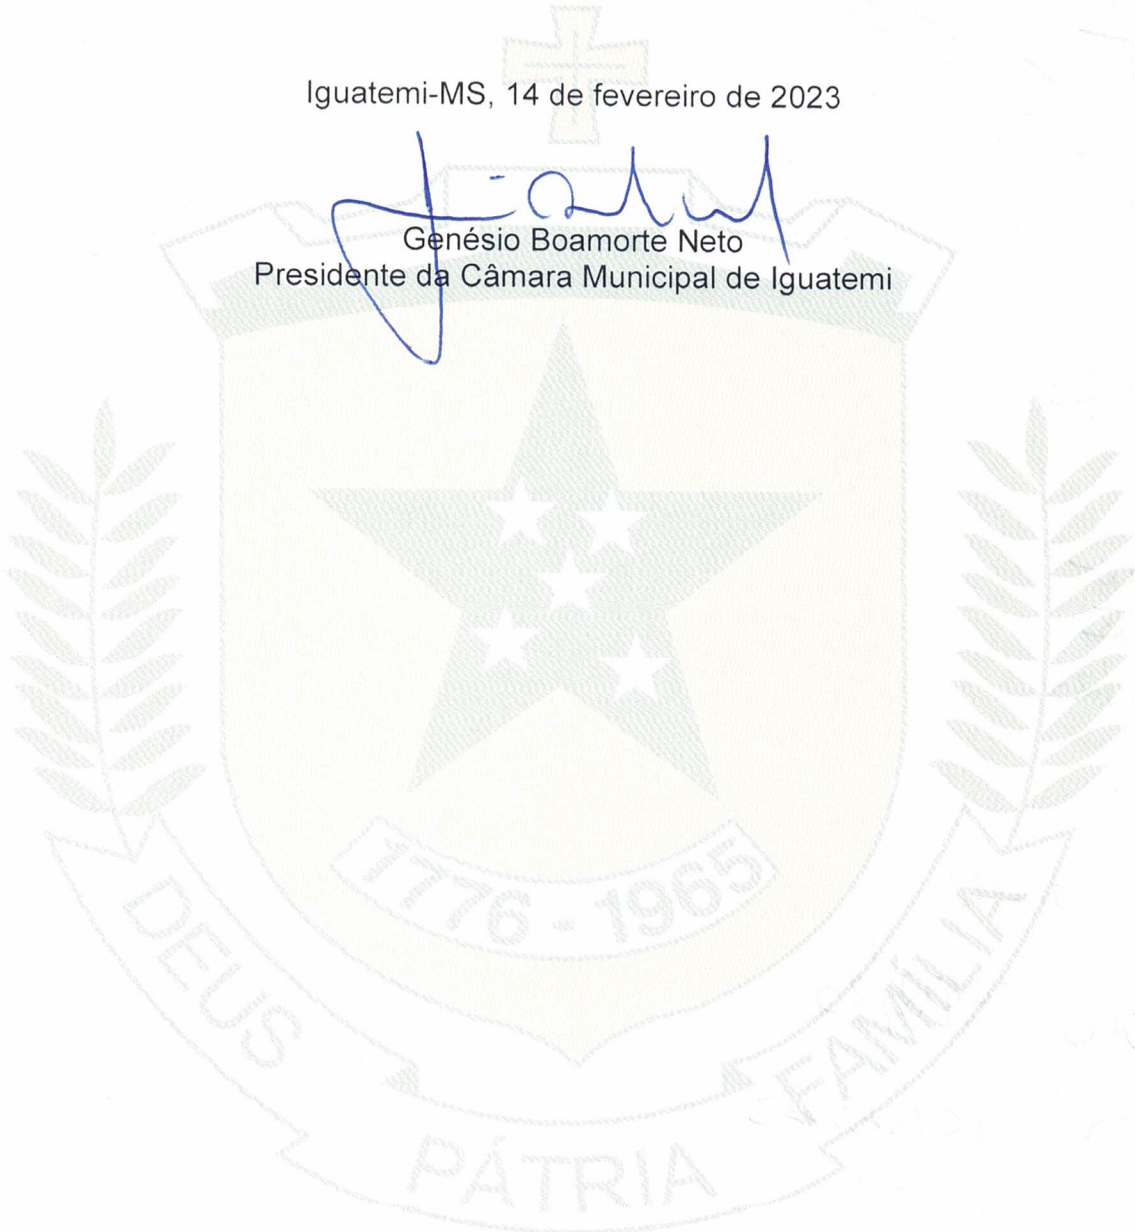 Iguatemi-MS, 14 de fevereiro de 2023
Genésio Boamorte Neto
Presidente da Câmara Municipal de Iguatemi
1776 - 1965
DEUS
PÁTRIA
FAMÍLIA